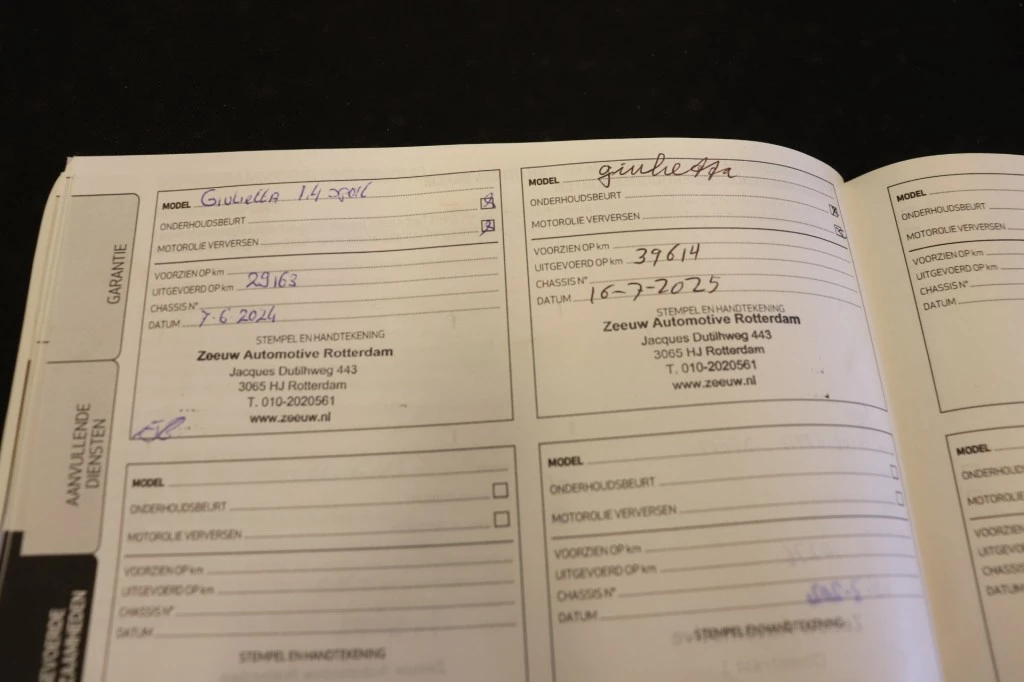 GARANTIE
AANVULLENDE
DIENSTEN
MODEL Giulietta 1.4
ONDERHOUDSBEURT
MOTOROLIE VERVERSEN
VOORZIEN OP km
UITGEVOERD OP km 29163
CHASSIS N°
DATUM 7-6 2024
STEMPEL EN HANDTEKENING
Zeeuw Automotive Rotterdam
Jacques Dutilhweg 443
3065 HJ Rotterdam
T. 010-2020561
www.zeeuw.nl
MODEL giulietta
ONDERHOUDSBEURT
MOTOROLIE VERVERSEN
VOORZIEN OP km
UITGEVOERD OP km 39614
CHASSIS N°
DATUM 16-7-2025
STEMPEL EN HANDTEKENING
Zeeuw Automotive Rotterdam
Jacques Dutilhweg 443
3065 HJ Rotterdam
T. 010-2020561
www.zeeuw.nl
MODEL
ONDERHOUDSBEURT
MOTOROLIE VERVERSEN
VOORZIEN OP km
UITGEVOERD OP km
CHASSIS N°
DATUM
MODEL
ONDERHOUDSBEURT
MOTOROLIE VERVERSEN
VOORZIEN OP km
UITGEVOERD OP km
CHASSIS N°
DATUM
STEMPEL EN HANDTEKENING
MODEL
ONDERHOUDSBEURT
MOTOROLIE VERVERSEN
VOORZIEN OP km
UITGEVOERD OP km
CHASSIS N°
DATUM
STEMPEL EN HANDTEKENING
MODEL